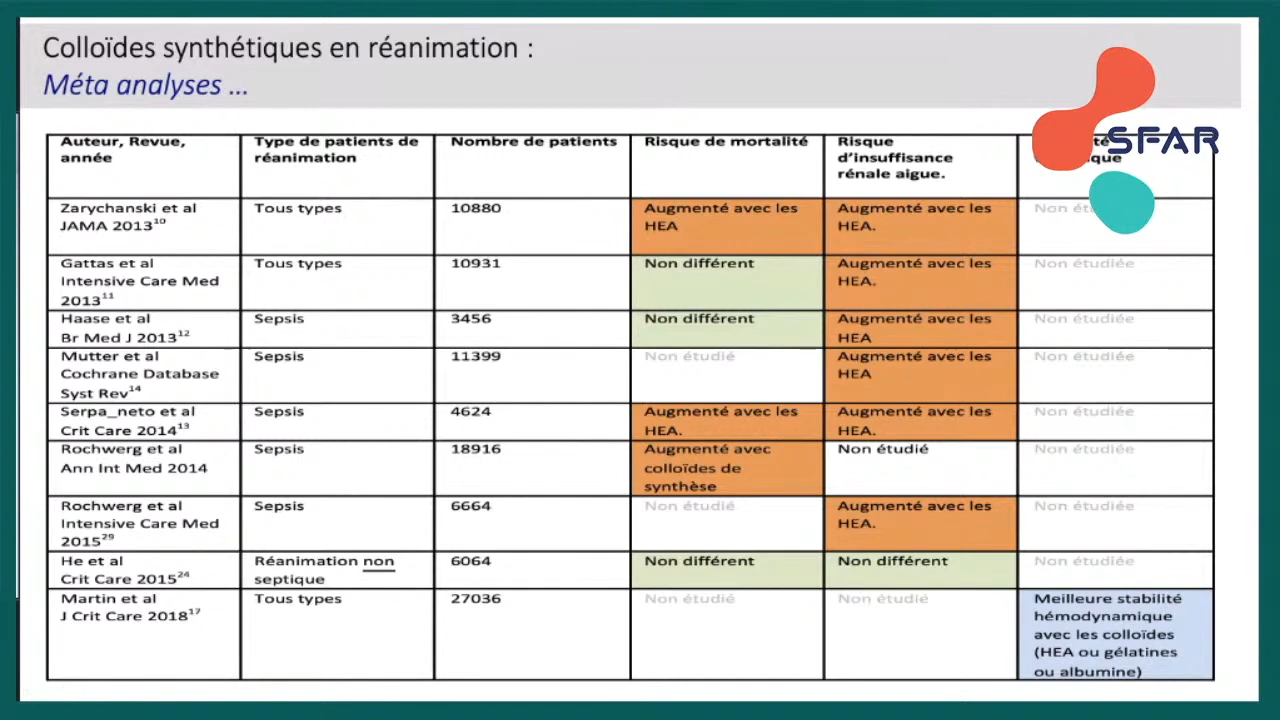 Colloïdes synthétiques en réanimation :
Méta analyses ...
SFAR
Auteur, Revue,
année
Type de patients de
réanimation
Nombre de patients
Risque de mortalité
Risque
d'insuffisance
rénale aigue.
Zarychanski et al
JAMA 2013¹⁰
Tous types
10880
Augmenté avec les
HEA
Augmenté avec les
HEA.
Non
Gattas et al
Intensive Care Med
2013¹¹
Tous types
10931
Non différent
Augmenté avec les
HEA.
Non étudiée
Haase et al
Br Med J 2013¹²
Sepsis
3456
Non différent
Augmenté avec les
HEA
Non étudiée
Mutter et al
Cochrane Database
Syst Rev¹⁴
Sepsis
11399
Non étudié
Augmenté avec les
HEA
Non étudiée
Serpa_neto et al
Crit Care 2014¹³
Sepsis
4624
Augmenté avec les
HEA.
Augmenté avec les
HEA.
Non étudiée
Rochwerg et al
Ann Int Med 2014
Sepsis
18916
Augmenté avec
colloïdes de
synthèse
Non étudié
Non étudiée
Rochwerg et al
Intensive Care Med
2015²⁹
Sepsis
6664
Non étudié
Augmenté avec les
HEA.
Non étudiée
He et al
Crit Care 2015²⁴
Réanimation non
septique
6064
Non différent
Non différent
Non étudiée
Martin et al
J Crit Care 2018¹⁷
Tous types
27036
Non étudié
Non étudié
Meilleure stabilité
hémodynamique
avec les colloïdes
(HEA ou gélatines
ou albumine)